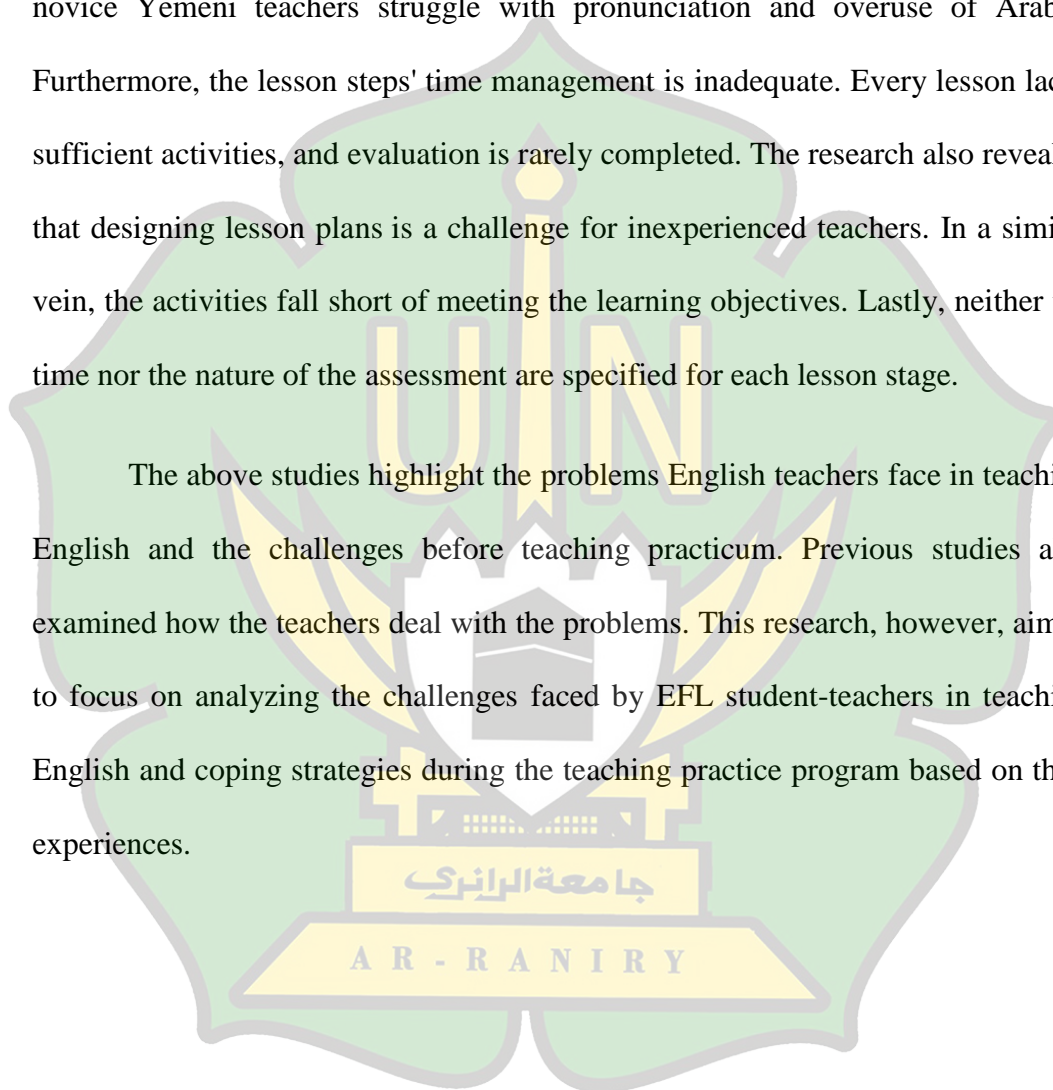 novice Yemeni teachers struggle with pronunciation and overuse of Arab
Furthermore, the lesson steps' time management is inadequate. Every lesson lac
sufficient activities, and evaluation is rarely completed. The research also reveal
that designing lesson plans is a challenge for inexperienced teachers. In a simi
vein, the activities fall short of meeting the learning objectives. Lastly, neither
time nor the nature of the assessment are specified for each lesson stage.
The above studies highlight the problems English teachers face in teachi
English and the challenges before teaching practicum. Previous studies a
examined how the teachers deal with the problems. This research, however, aim
to focus on analyzing the challenges faced by EFL student-teachers in teachi
English and coping strategies during the teaching practice program based on th
experiences.
UIN
جامعة الرانري
AR-RANIRY